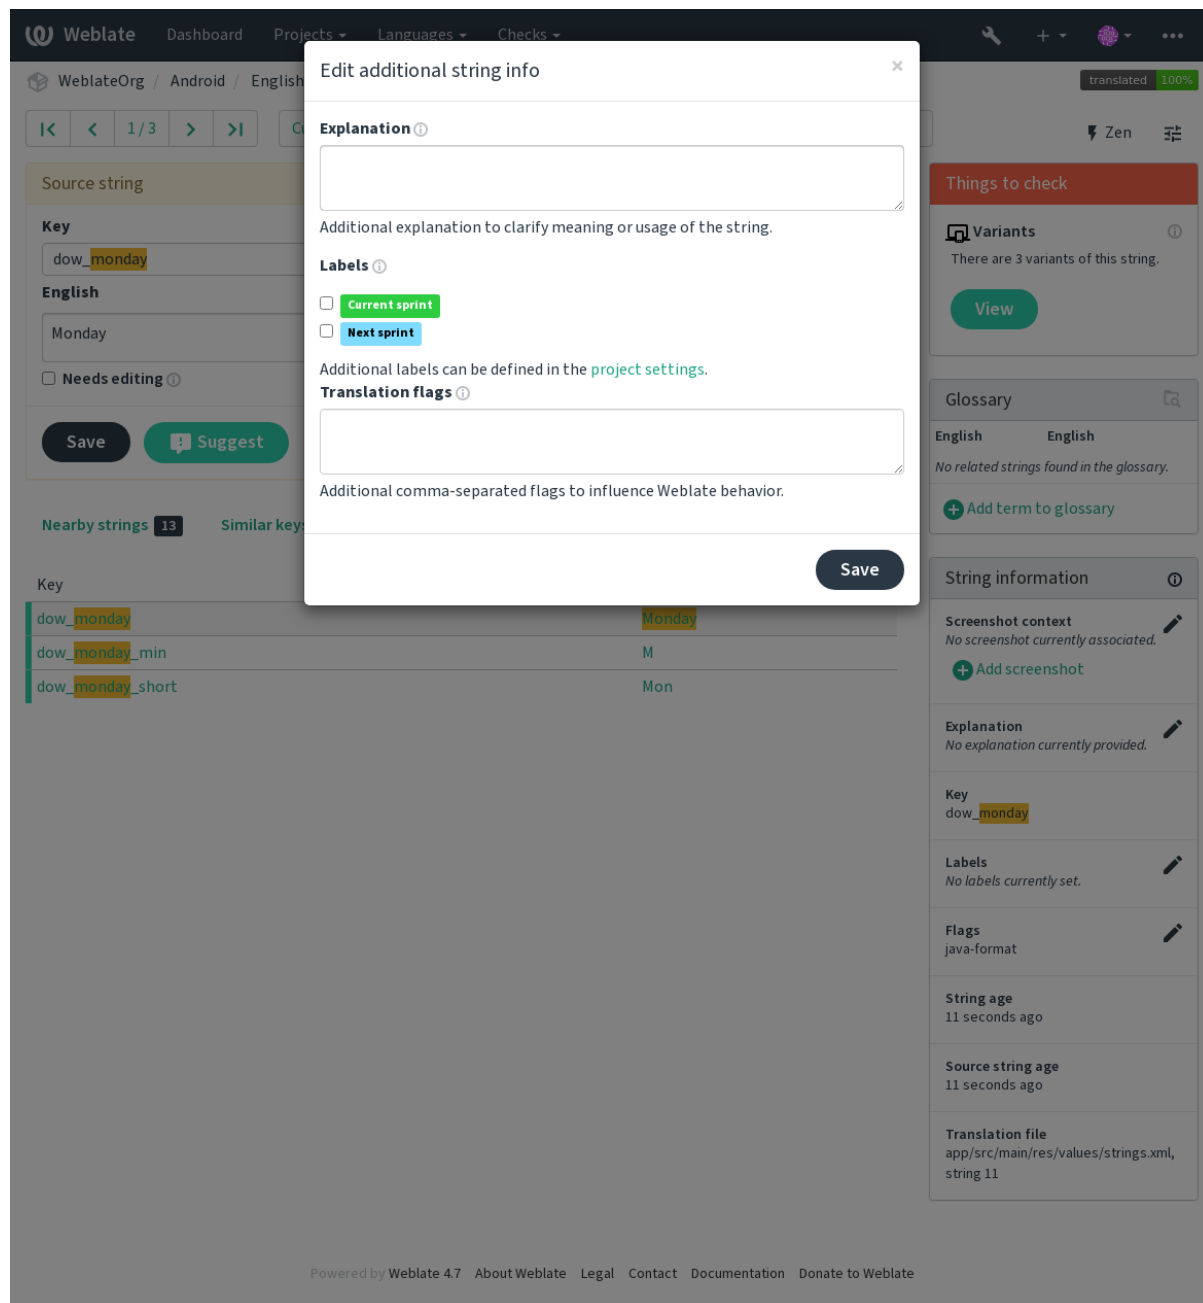 Weblate Dashboard Projects Languages Checks
WeblateOrg / Android / English
translated 100%
1 / 3
Zen
Edit additional string info
×
Explanation
Additional explanation to clarify meaning or usage of the string.
Labels
Current sprint
Next sprint
Additional labels can be defined in the project settings.
Translation flags
Additional comma-separated flags to influence Weblate behavior.
Save
Source string
Key
dow_monday
English
Monday
Needs editing
Save
Suggest
Nearby strings 13 Similar keys
Key
dow_monday Monday
dow_monday_min M
dow_monday_short Mon
Things to check
Variants
There are 3 variants of this string.
View
Glossary
English English
No related strings found in the glossary.
Add term to glossary
String information
Screenshot context
No screenshot currently associated.
Add screenshot
Explanation
No explanation currently provided.
Key
dow_monday
Labels
No labels currently set.
Flags
java-format
String age
11 seconds ago
Source string age
11 seconds ago
Translation file
app/src/main/res/values/strings.xml,
string 11
Powered by Weblate 4.7 About Weblate Legal Contact Documentation Donate to Weblate